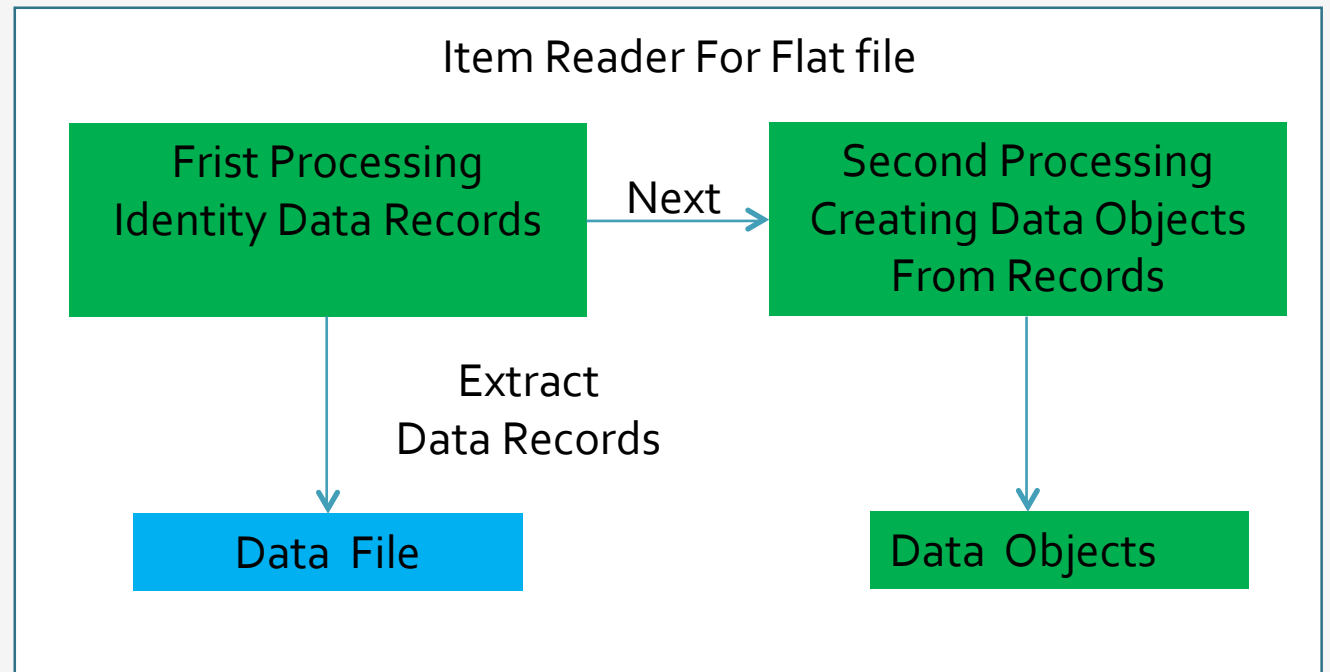 Item Reader For Flat file
Frist Processing
Identity Data Records
Next
Second Processing
Creating Data Objects
From Records
Extract
Data Records
Data File
Data Objects